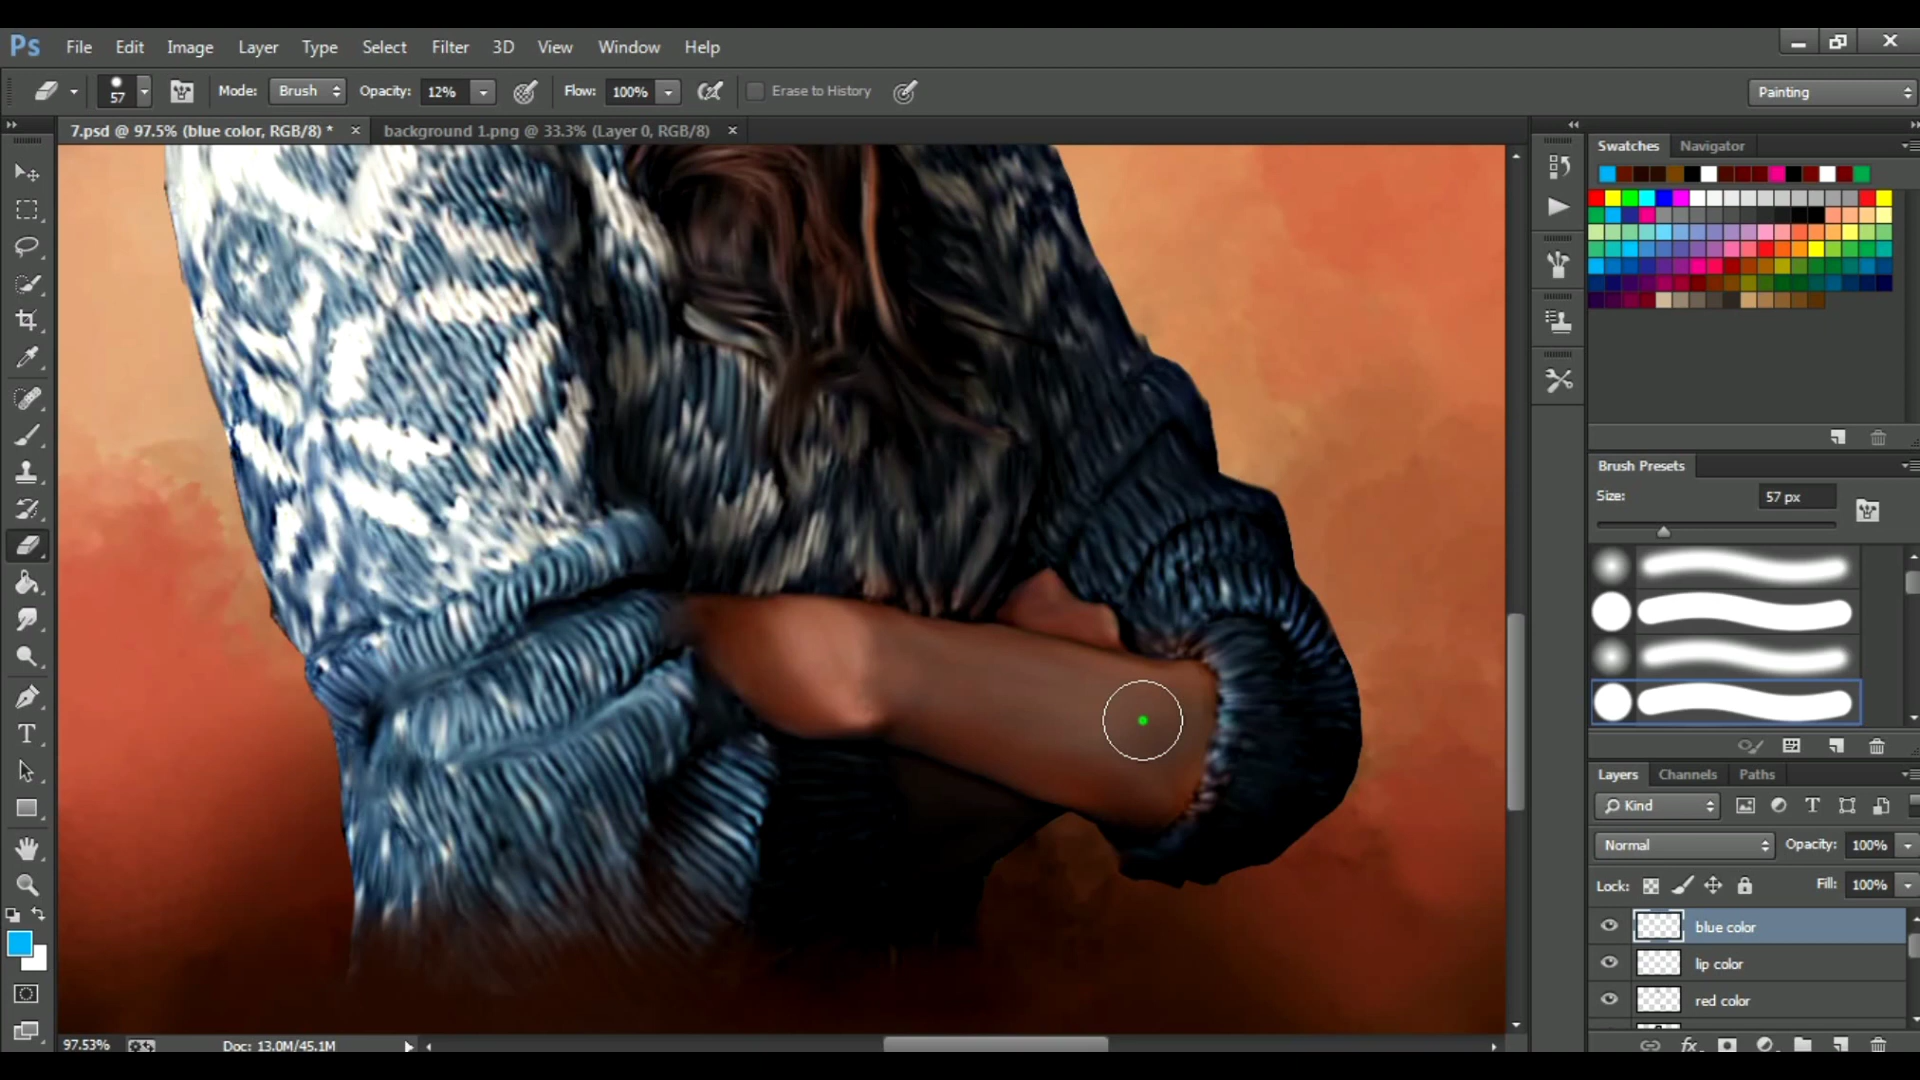 Ps File Edit Image Layer Type Select Filter 3D View Window Help
57 Mode: Brush Opacity: 12% Flow: 100% Erase to History Painting
7.psd @ 97.5% (blue color, RGB/8) * background 1.png @ 33.3% (Layer 0, RGB/8)
Swatches Navigator
Brush Presets
Size: 57 px
Layers Channels Paths
Kind
Normal Opacity: 100%
Lock: Fill: 100%
blue color
lip color
red color
97.53% Doc: 13.0M/45.1M